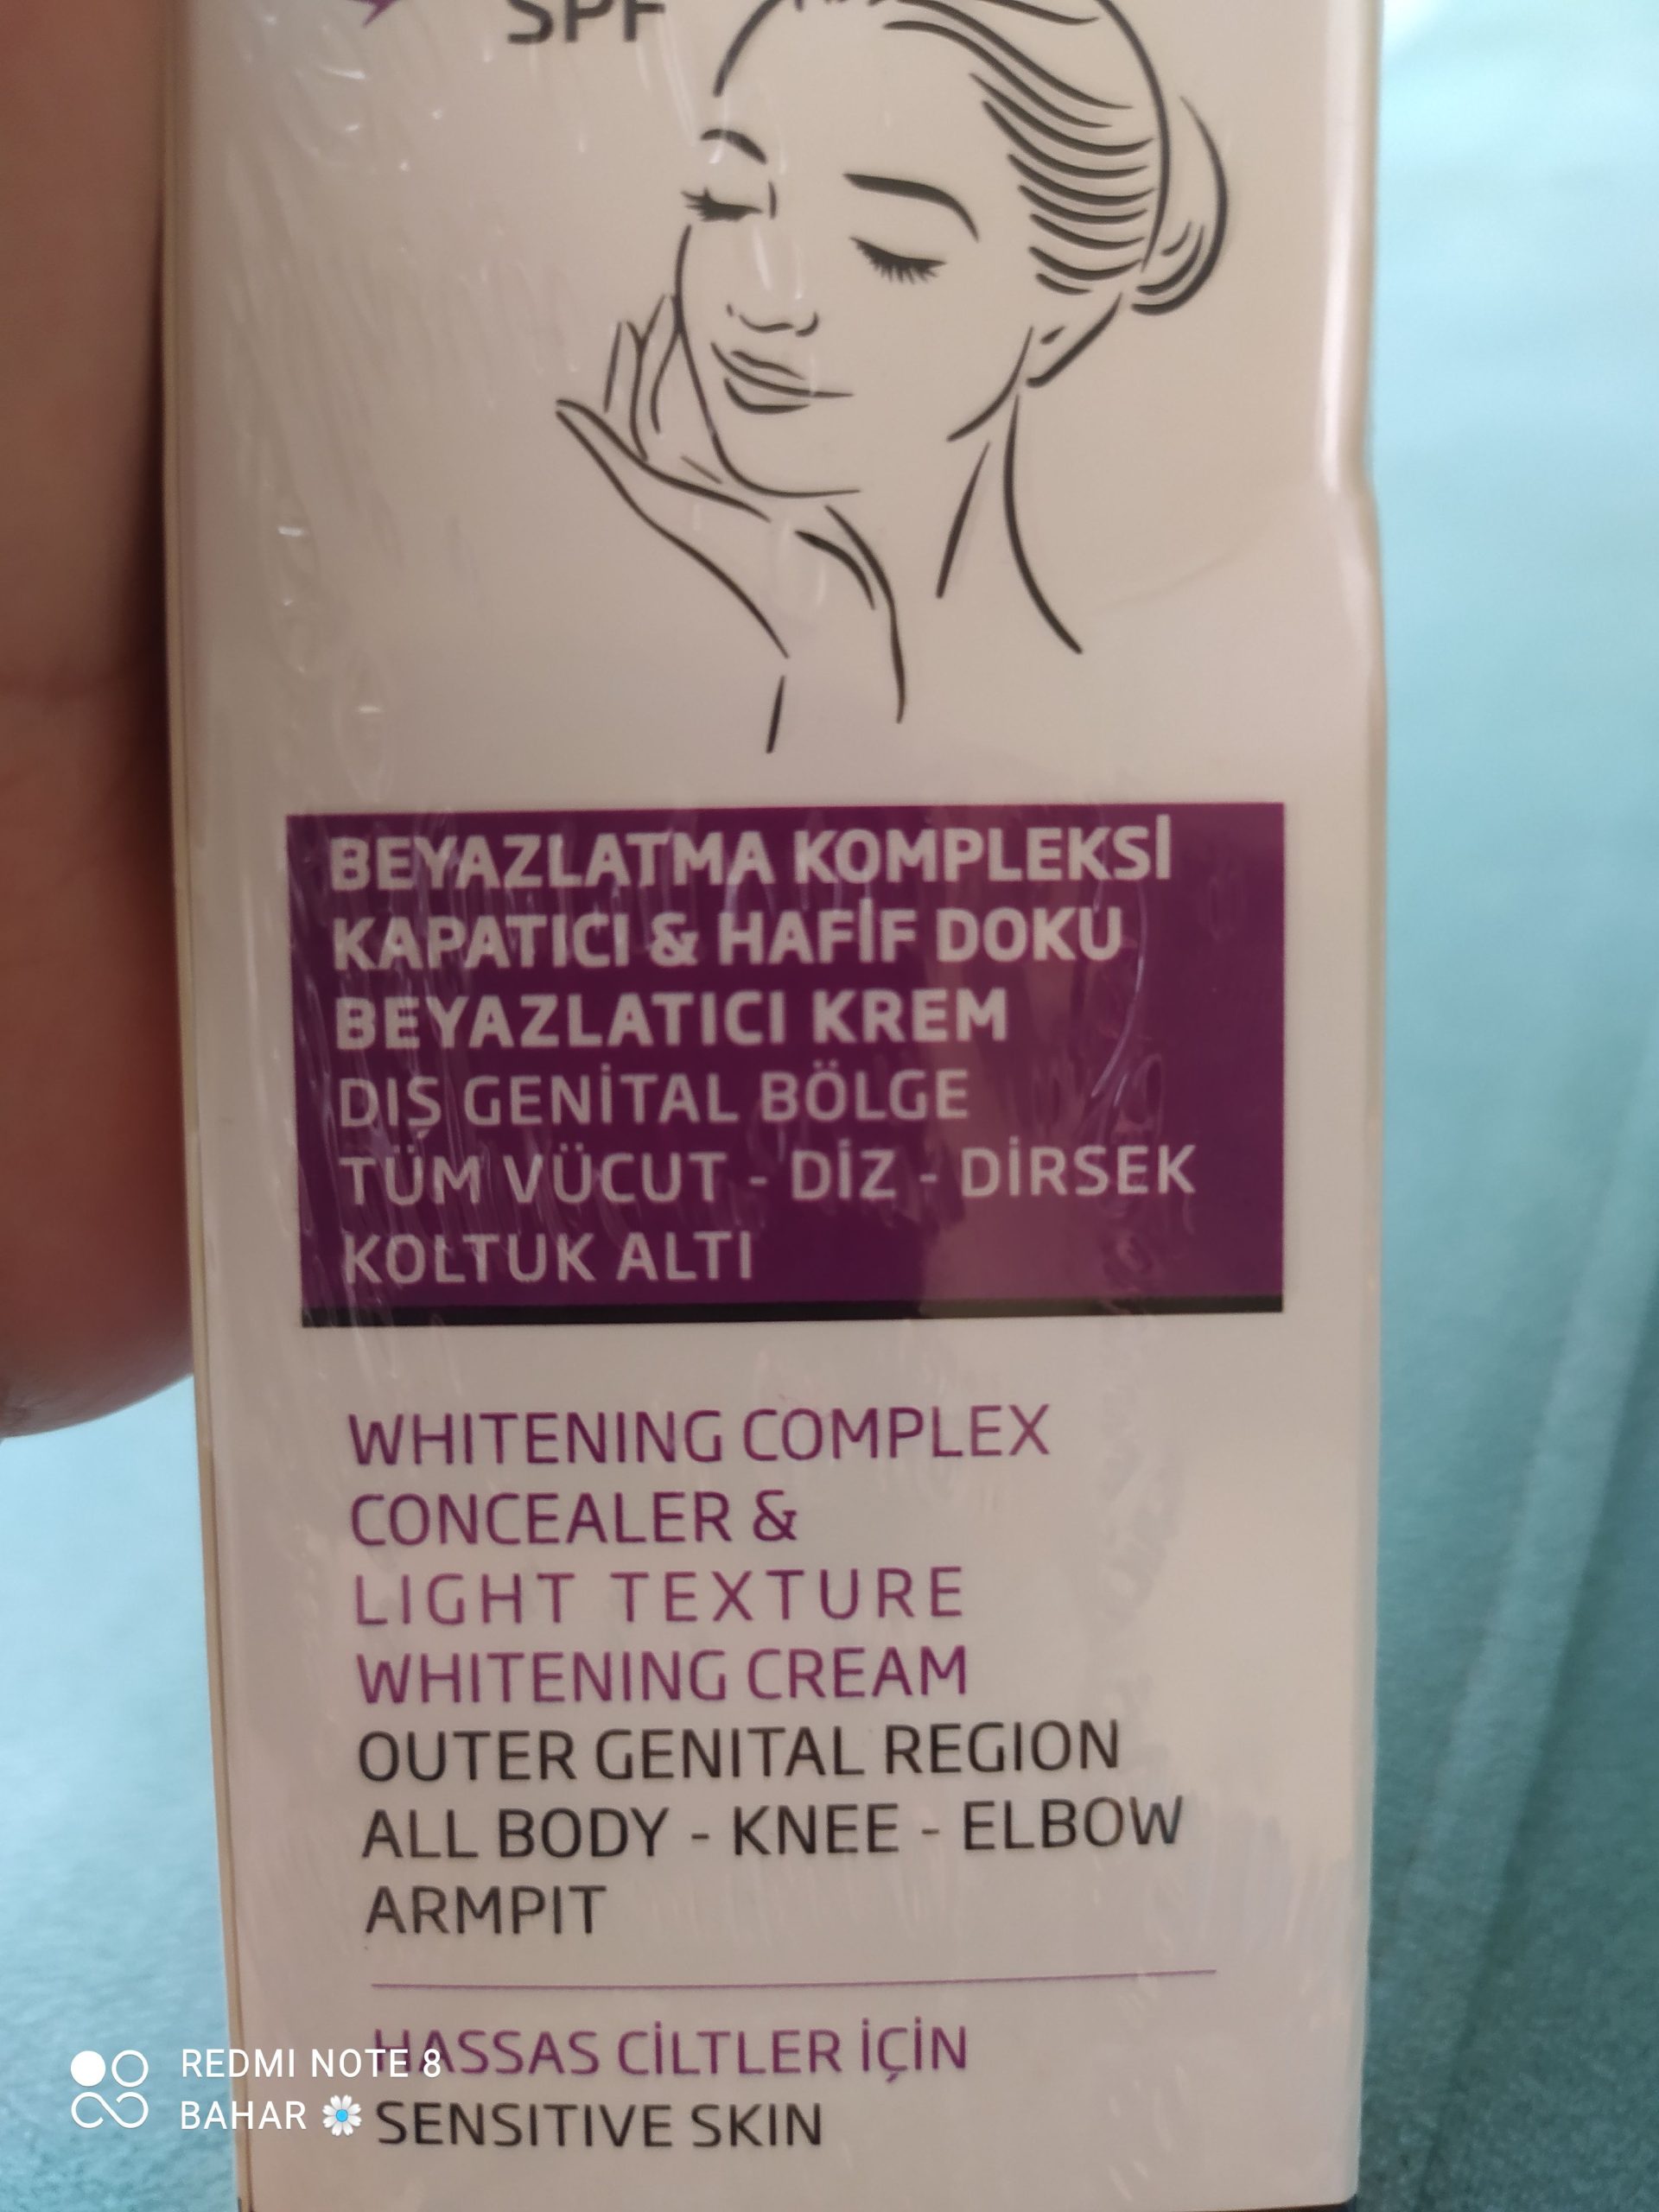 SPF
BEYAZLATMA KOMPLEKSİ
KAPATICI & HAFİF DOKU
BEYAZLATICI KREM
DIŞ GENİTAL BÖLGE
TÜM VÜCUT - DİZ - DİRSEK
KOLTUK ALTI
WHITENING COMPLEX
CONCEALER &
LIGHT TEXTURE
WHITENING CREAM
OUTER GENITAL REGION
ALL BODY - KNEE - ELBOW
ARMPIT
HASSAS CİLTLER İÇİN
SENSITIVE SKIN
REDMI NOTE 8
BAHAR